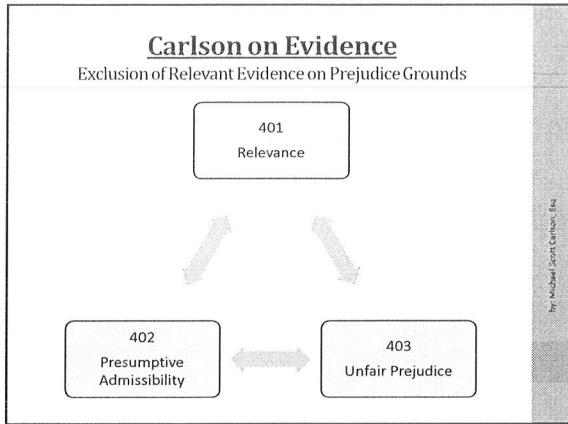 Carlson on Evidence
Exclusion of Relevant Evidence on Prejudice Grounds
401
Relevance
402
Presumptive
Admissibility
403
Unfair Prejudice
by: Michael Scott Carlson, Esq